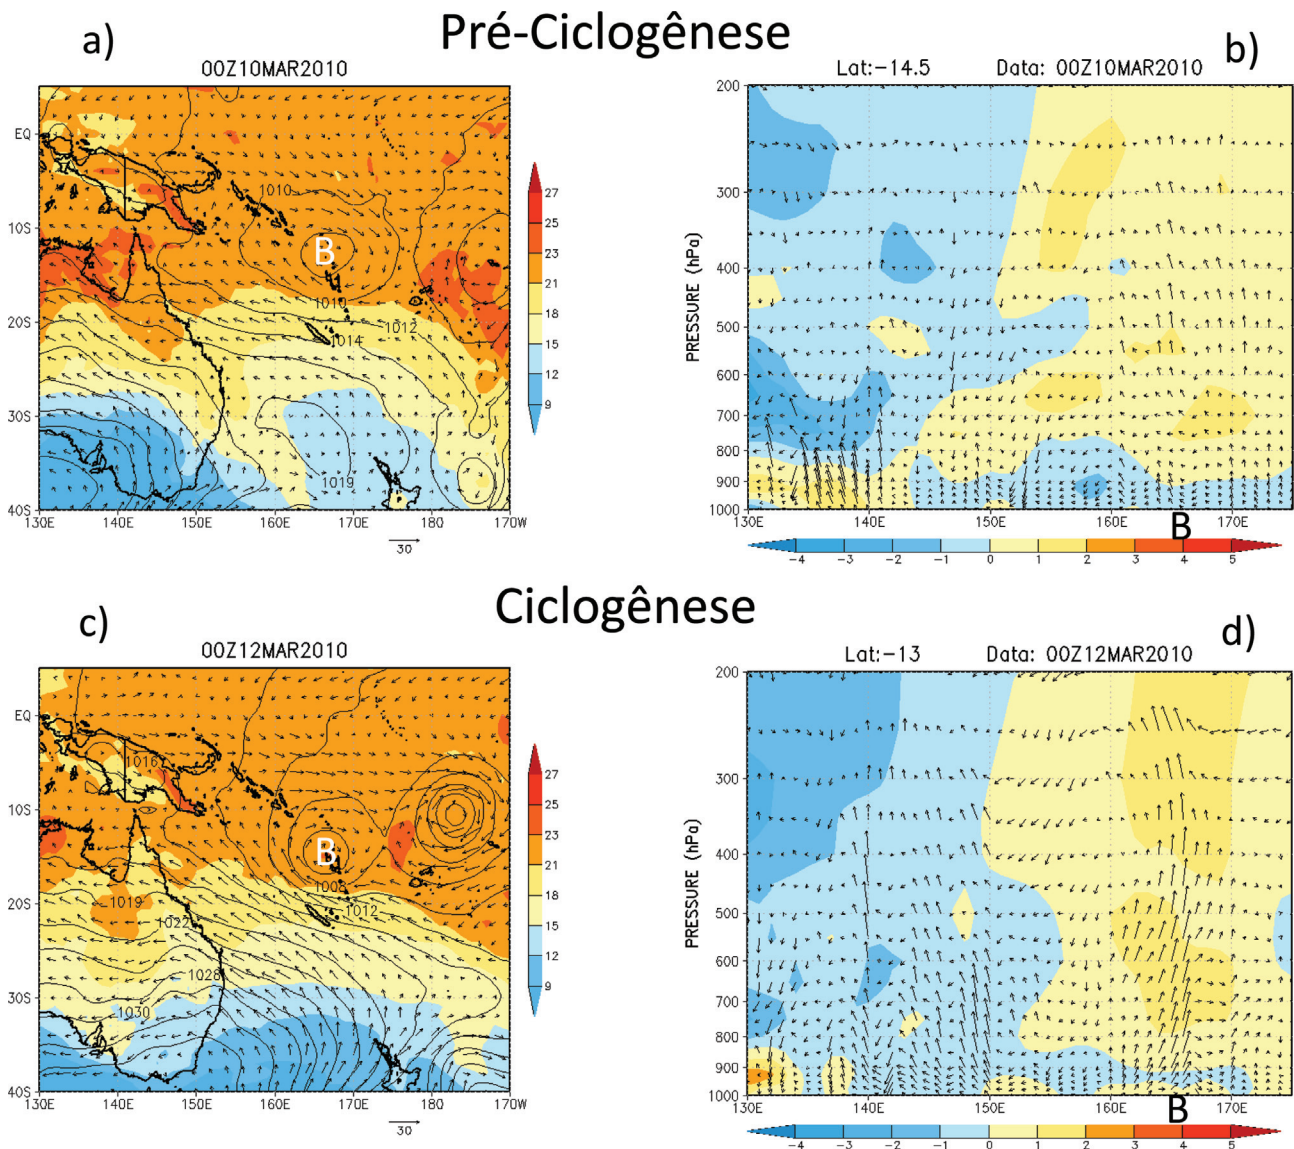 Pré-Ciclogênese
a)
00Z10MAR2010
EQ
10S
20S
30S
40S
130E 140E 150E 160E 170E 180 170W
1010
B
1010
1012
1014
1019
30
27
25
23
21
15
12
9
b)
Lat:-14.5 Data: 00Z10MAR2010
PRESSURE (hPa)
200
300
400
500
600
700
800
900
1000
130E 140E 150E 160E 170E
B
-4 -3 -2 -1 0 1 2 3 4 5
Ciclogênese
c)
00Z12MAR2010
EQ
10S
20S
30S
40S
130E 140E 150E 160E 170E 180 170W
1016
B
1008
1012
1019
1022
1028
1030
30
27
25
23
21
15
12
9
d)
Lat:-13 Data: 00Z12MAR2010
PRESSURE (hPa)
200
300
400
500
600
700
800
900
1000
130E 140E 150E 160E 170E
B
-4 -3 -2 -1 0 1 2 3 4 5